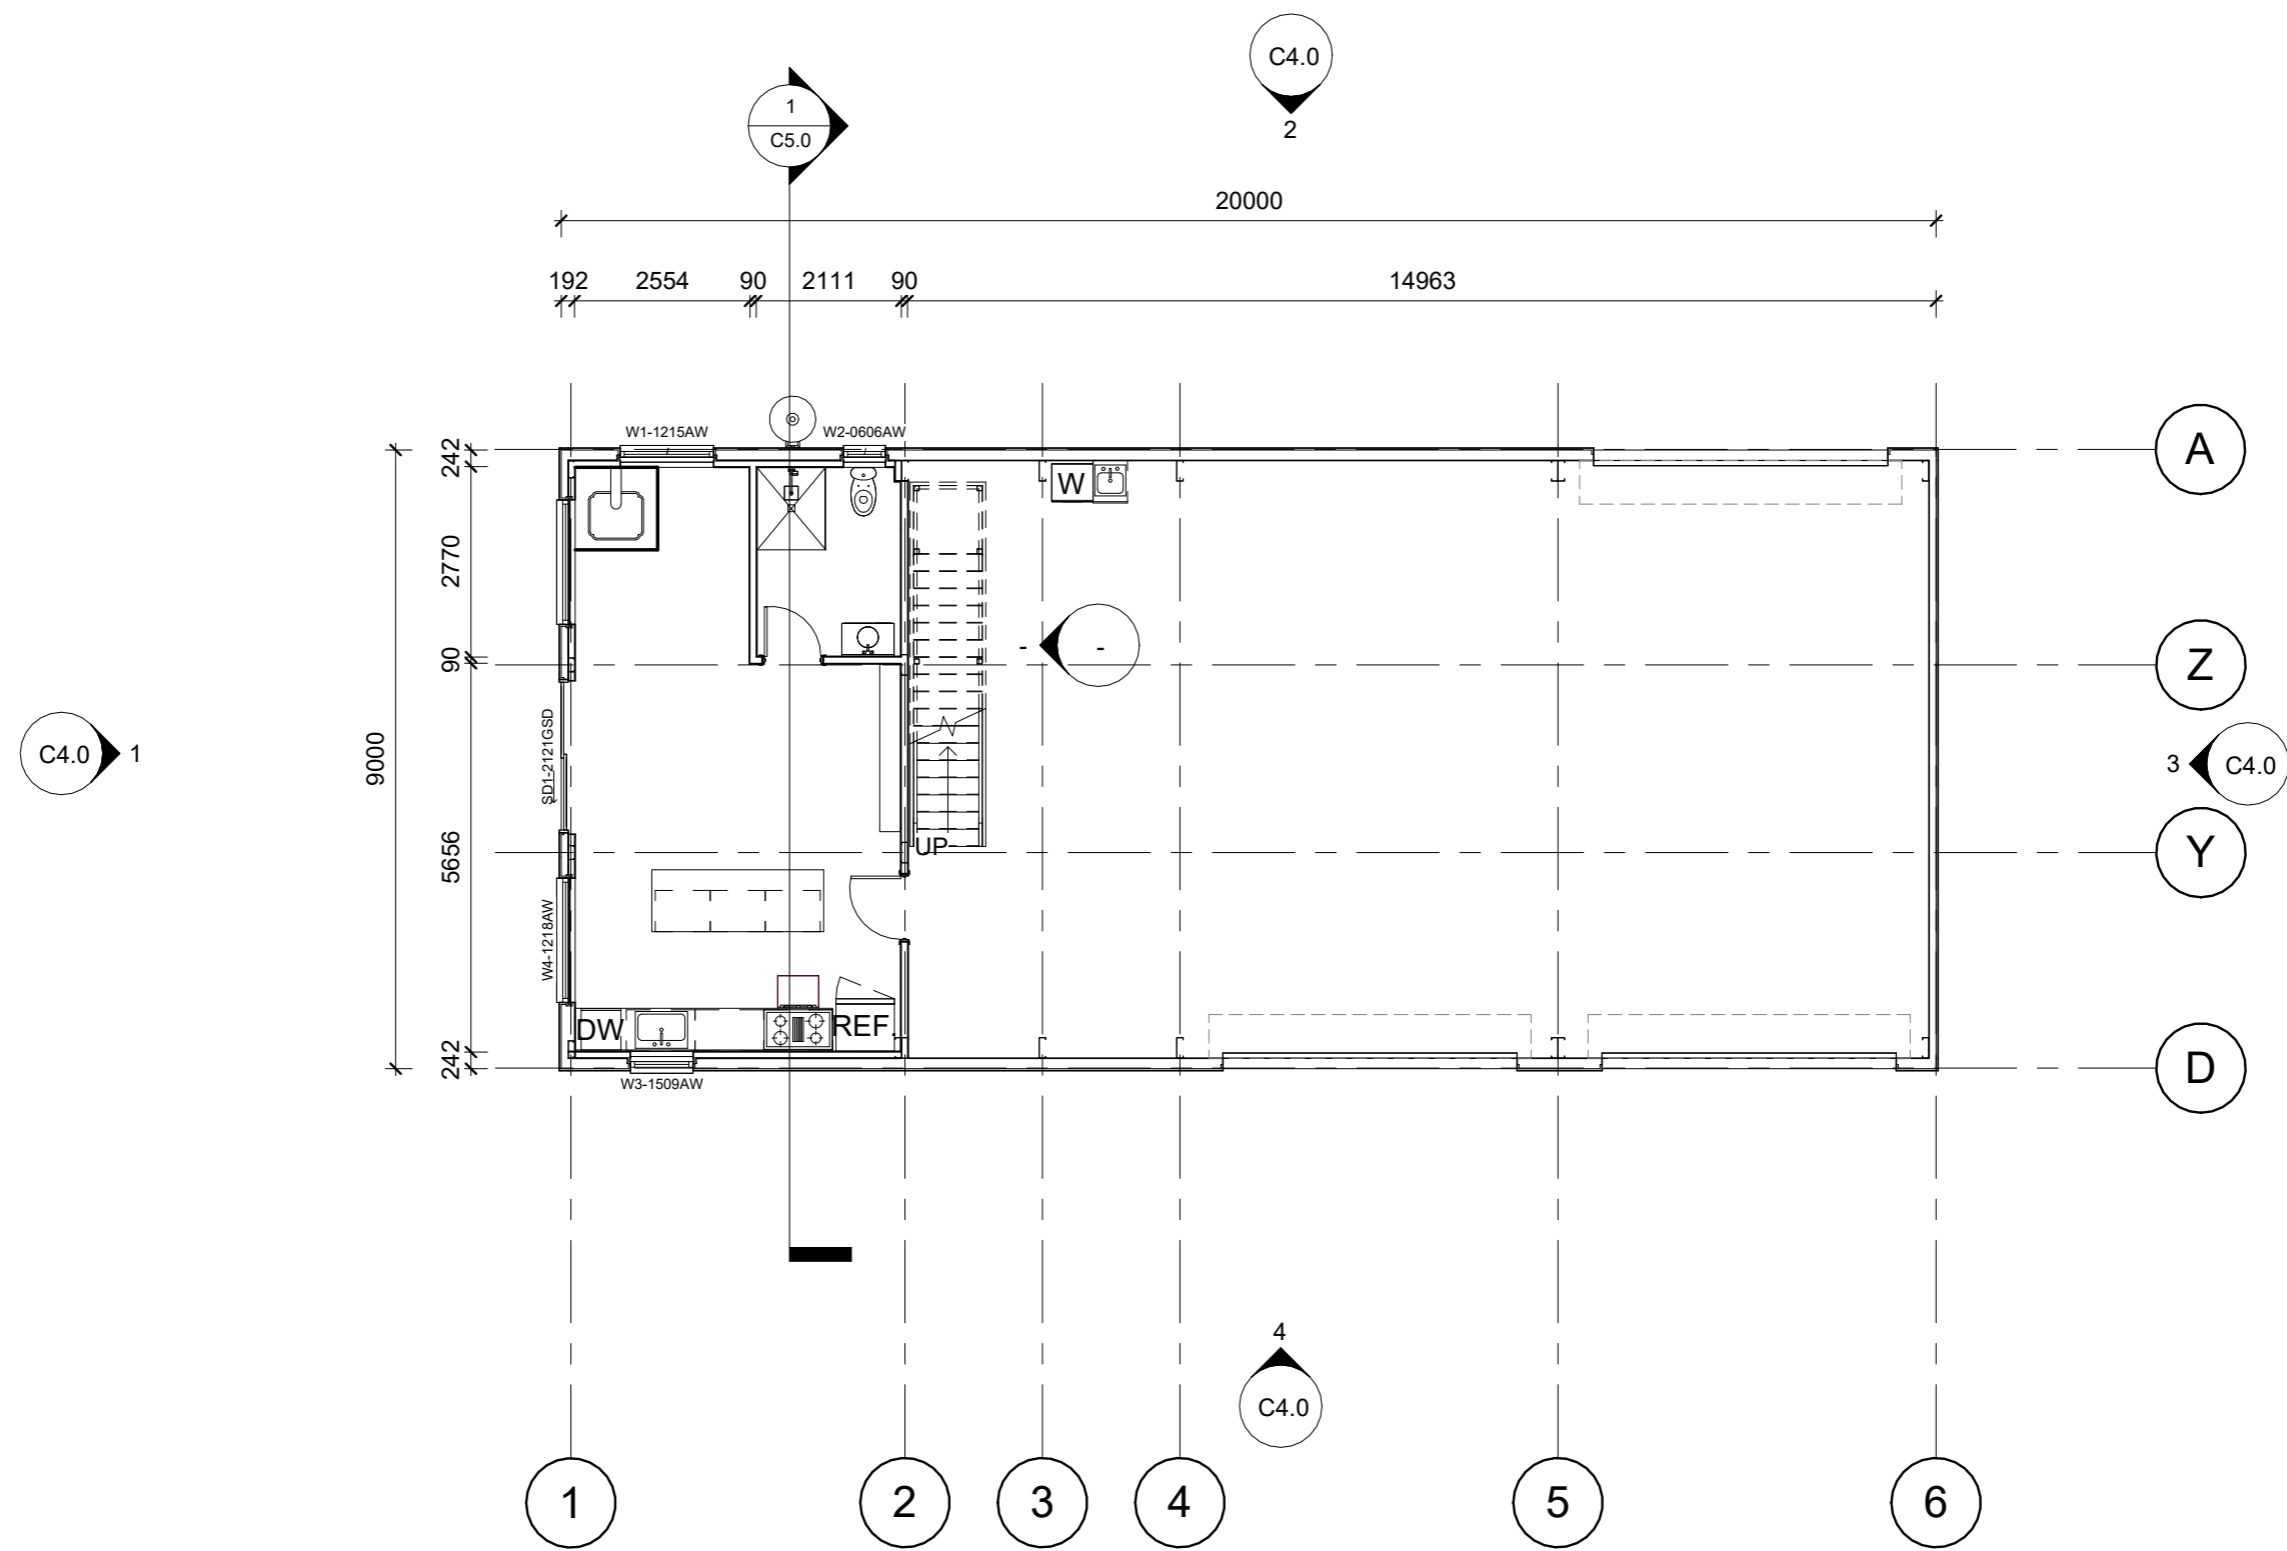 C4.0
2
1
C5.0
20000
192 2554 90 2111 90 14963
W1-1215AW W2-0606AW
242
2770
90
5656
242
9000
W
A
Z
Y
D
- -
C4.0 1
3 C4.0
SD1-2121GSD
UP
W4-1218AW
DW
REF.
W3-1509AW
4
C4.0
1 2 3 4 5 6